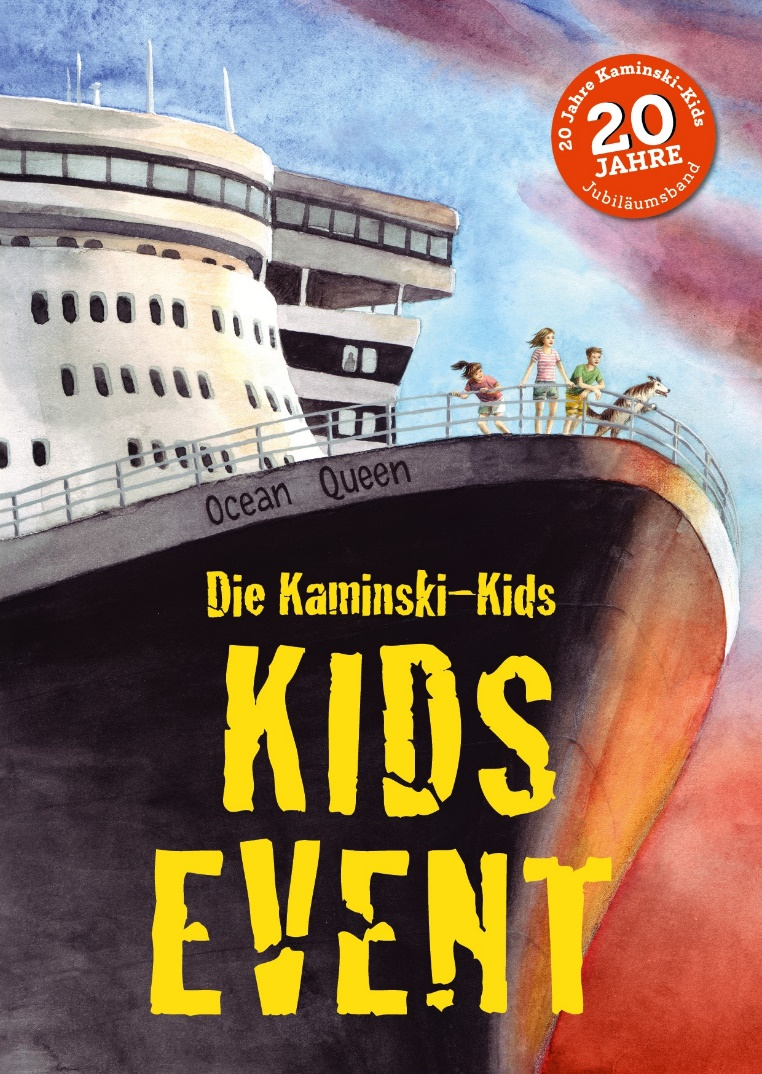 20 Jahre Kaminski-Kids
20
JAHRE
Jubiläumsband
Ocean Queen
Die Kaminski-Kids
KIDS
EVENT